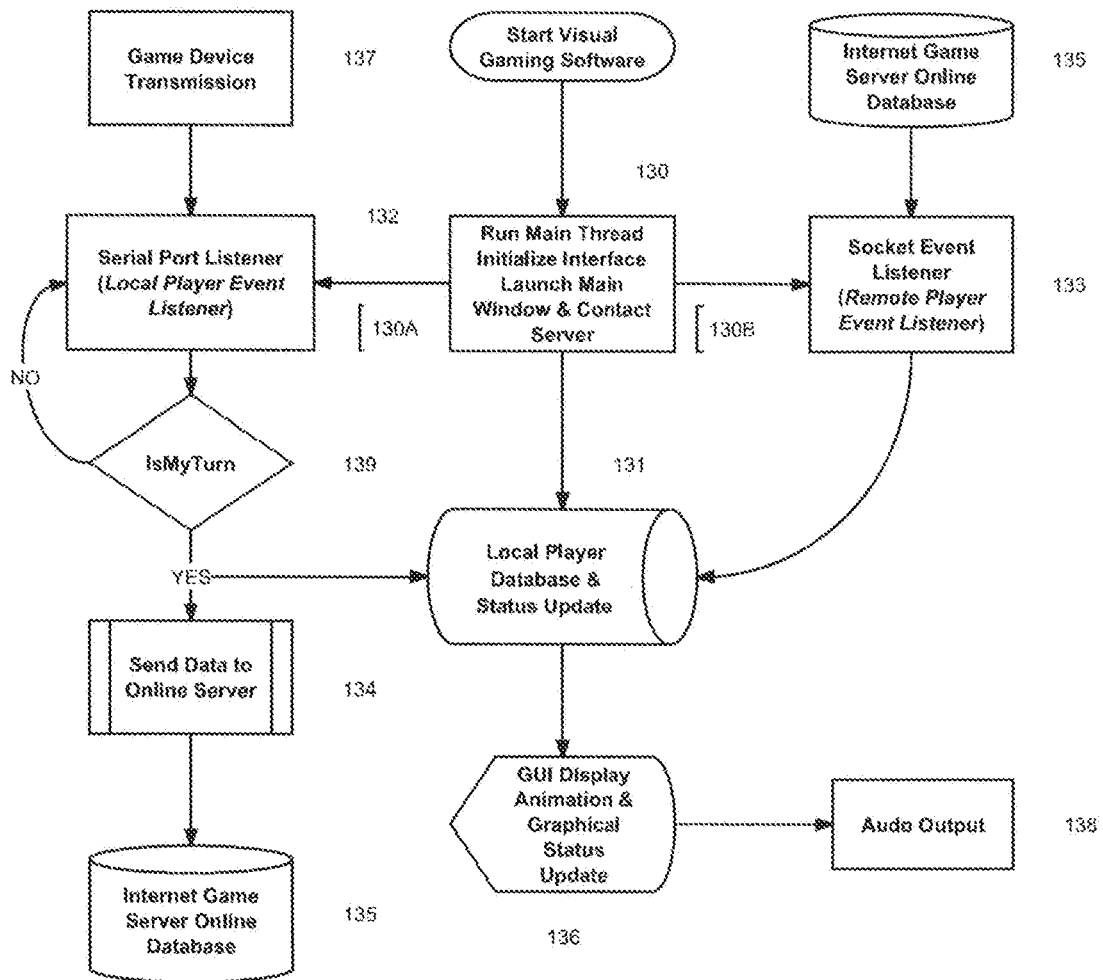 Game Device
Transmission
137
Start Visual
Gaming Software
Internet Game
Server Online
Database
135
130
132
Serial Port Listener
(Local Player Event
Listener)
Run Main Thread
Initialize Interface
Launch Main
Window & Contact
Server
Socket Event
Listener
(Remote Player
Event Listener)
133
130A
130B
NO
IsMyTurn
139
131
Local Player
Database &
Status Update
YES
Send Data to
Online Server
134
GUI Display
Animation &
Graphical
Status
Update
Audo Output
138
Internet Game
Server Online
Database
135
136